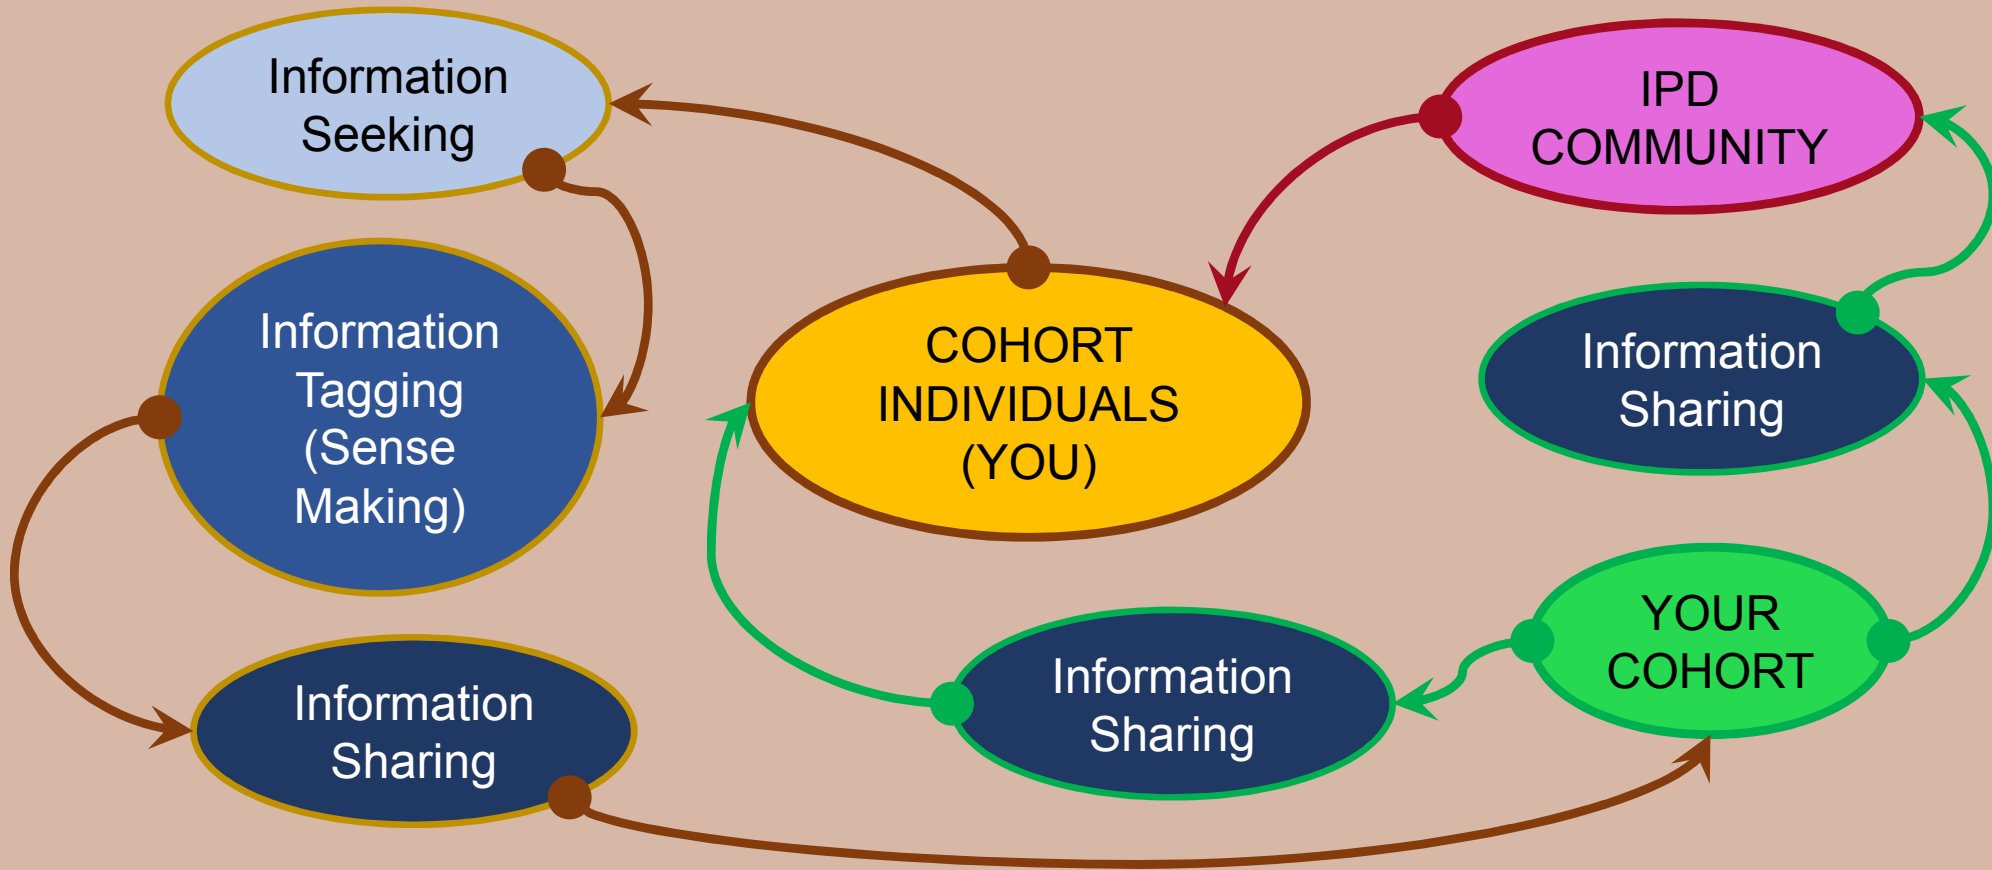 Information
Seeking
IPD
COMMUNITY
Information
Tagging
(Sense
Making)
COHORT
INDIVIDUALS
(YOU)
Information
Sharing
YOUR
COHORT
Information
Sharing
Information
Sharing